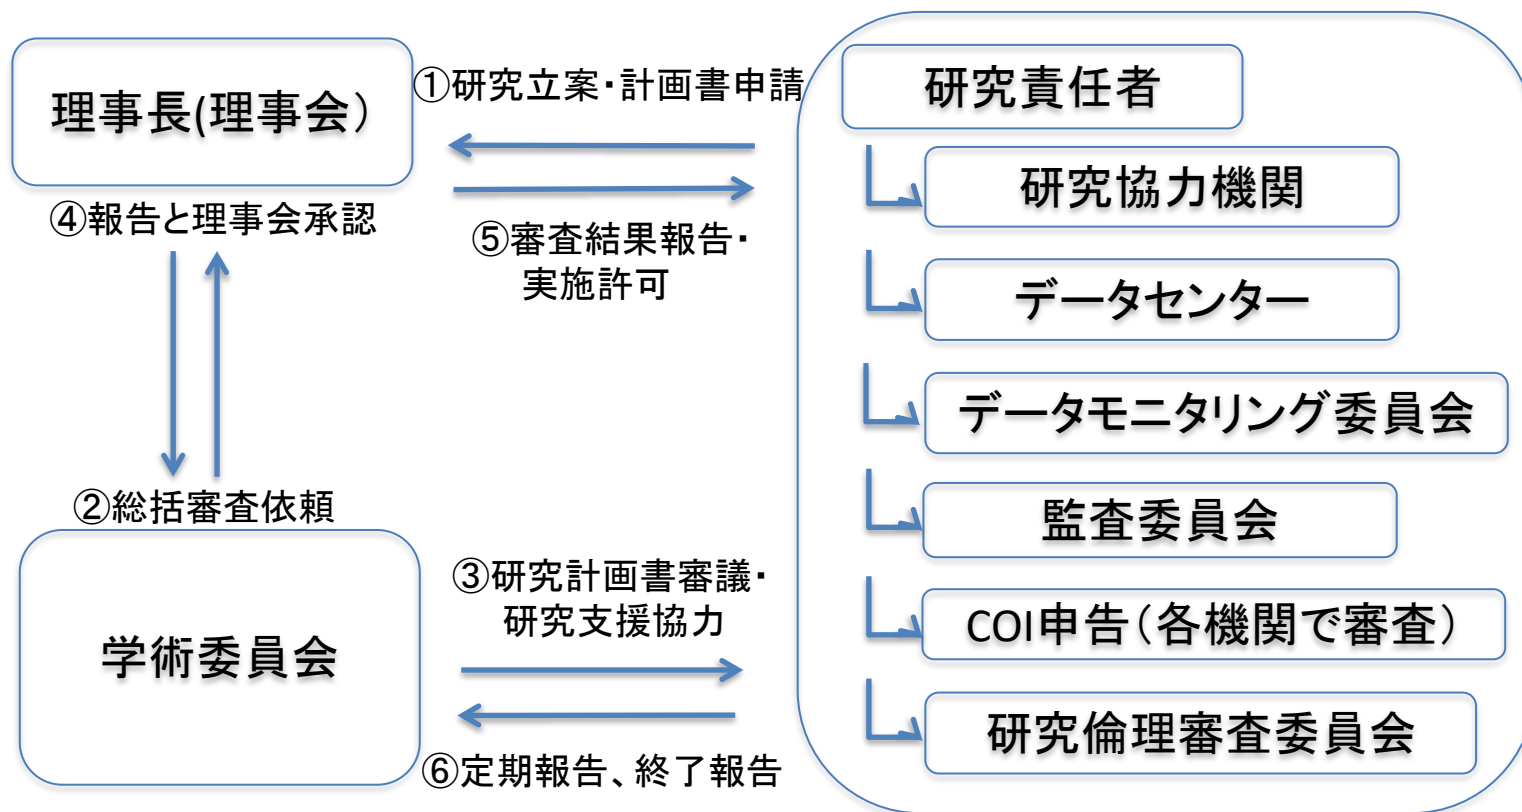 理事長(理事会）
①研究立案・計画書申請
④報告と理事会承認
⑤審査結果報告・
実施許可
②総括審査依頼
学術委員会
③研究計画書審議・
研究支援協力
⑥定期報告、終了報告
研究責任者
研究協力機関
データセンター
データモニタリング委員会
監査委員会
COI申告（各機関で審査）
研究倫理審査委員会